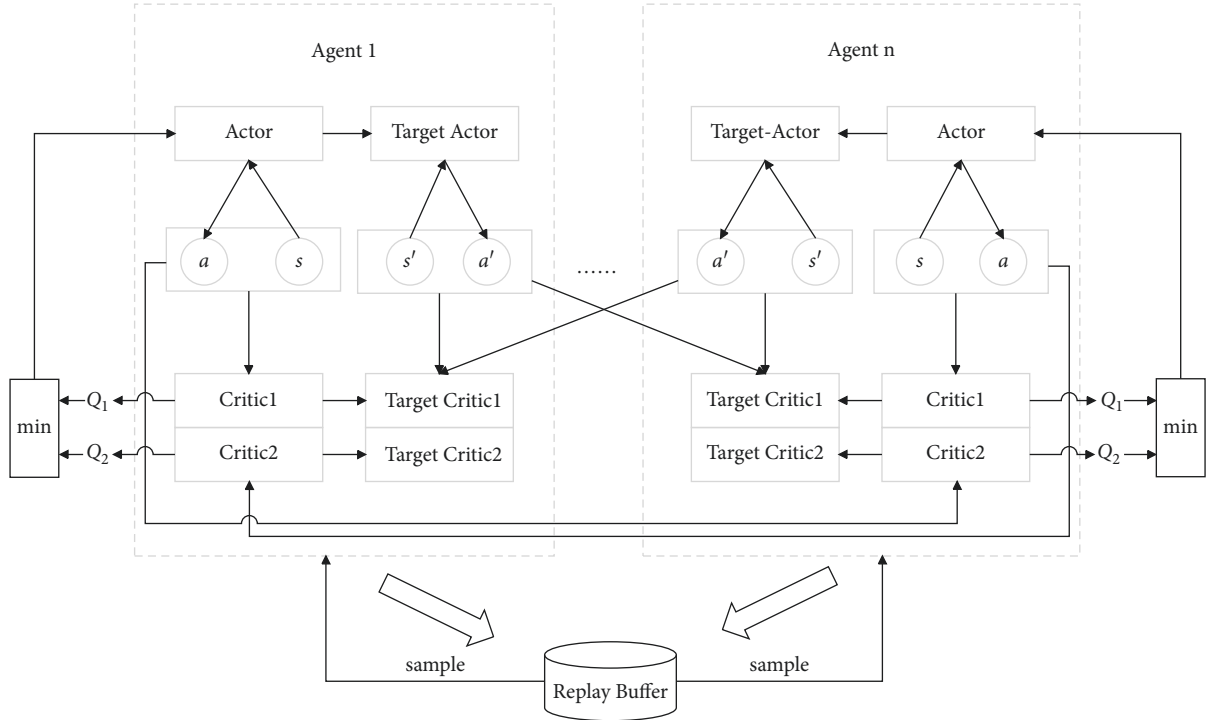 Agent 1
Agent n
Actor
Target Actor
Target-Actor
Actor
a
s
s′
a′
......
a′
s′
s
a
min
Q1
Critic1
Target Critic1
Target Critic1
Critic1
Q1
min
Q2
Critic2
Target Critic2
Target Critic2
Critic2
Q2
sample
sample
Replay Buffer